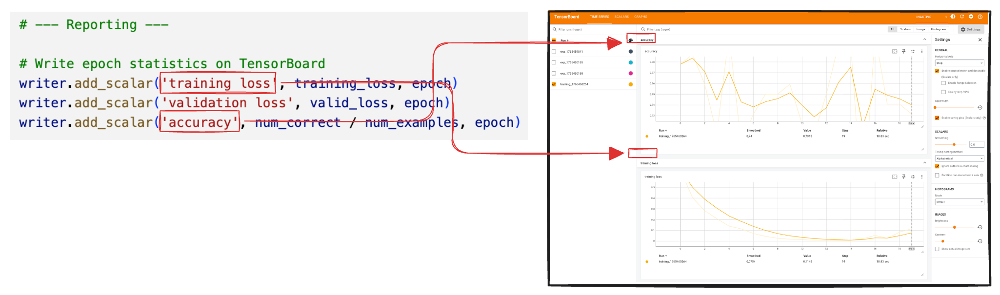 # --- Reporting ---
# Write epoch statistics on TensorBoard
writer.add_scalar('training loss', training_loss, epoch)
writer.add_scalar('validation loss', valid_loss, epoch)
writer.add_scalar('accuracy', num_correct / num_examples, epoch)
TensorBoard TIME SERIES SCALARS GRAPHS INACTIVE
Filter runs (regex)
Run ↑
exp_1765459841
exp_1765460165
exp_1765460168
training_1765460264
Filter tags (regex) All Scalars Image Histogram Settings
accuracy
accuracy
0.78
0.77
0.76
0.75
0.74
0.73
0 2 4 6 8 10 12 14 16 18 19 ×
Run ↑ Smoothed Value Step Relative
training_1765460264 0,74 0,7315 19 18.83 sec
training loss
training loss
0.5
0.4
0.3
0.2
0.1
0
0 2 4 6 8 10 12 14 16 18 19 ×
Run ↑ Smoothed Value Step Relative
training_1765460264 0,0754 0,1145 19 18.83 sec
Settings
GENERAL
Horizontal Axis
Step
Enable step selection and data table
(Scalars only)
Enable Range Selection
Link by step 9999
Card Width
Enable saving pins (Scalars only)
SCALARS
Smoothing
0.6
Tooltip sorting method
Alphabetical
Ignore outliers in chart scaling
Partition non-monotonic X axis
HISTOGRAMS
Mode
Offset
IMAGES
Brightness
Contrast
Show actual image size